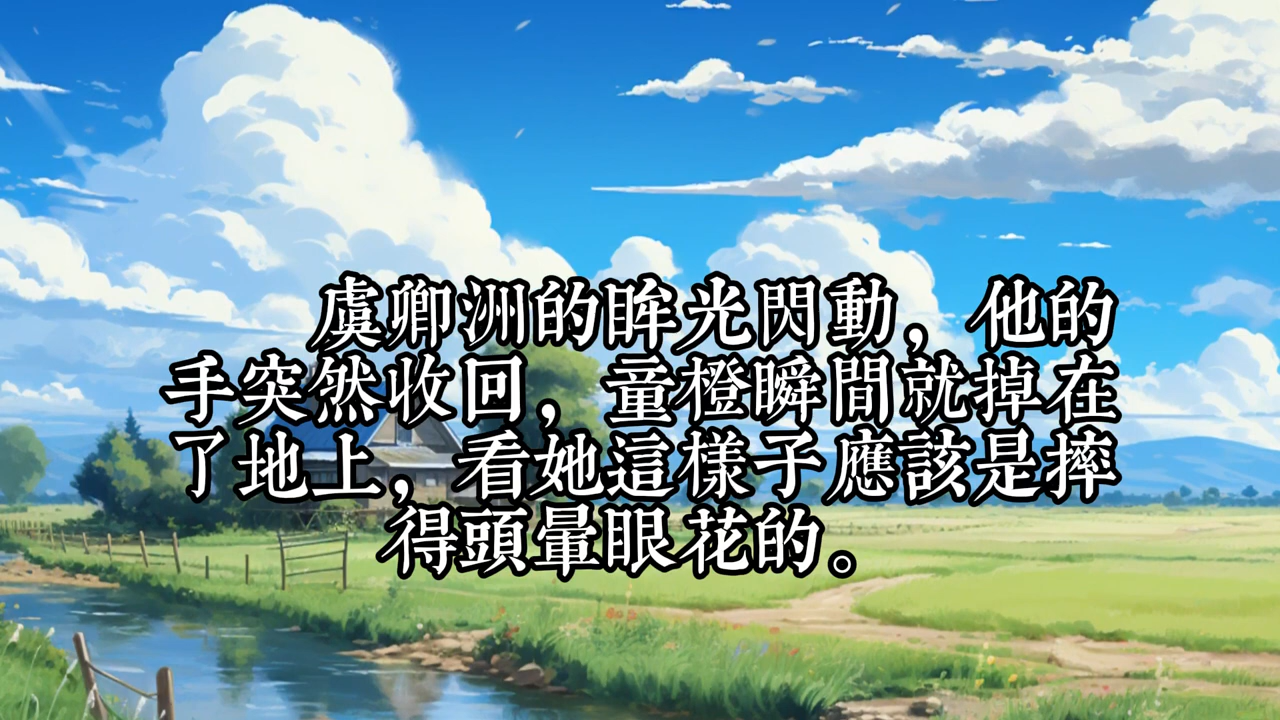 虞卿洲的眸光閃動，他的
手突然收回，童橙瞬間就掉在
了地上，看她這樣子應該是摔
得頭暈眼花的。